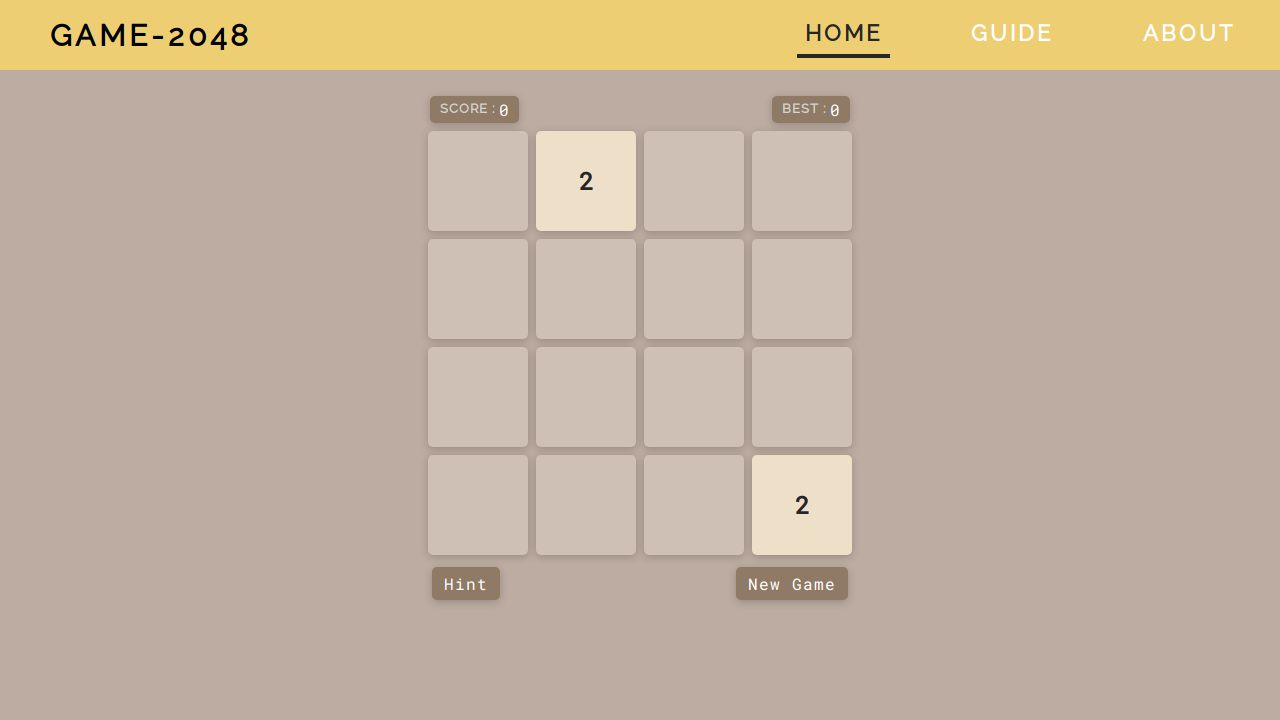 GAME-2048 HOME GUIDE ABOUT
SCORE : 0 BEST : 0
2
2
Hint New Game